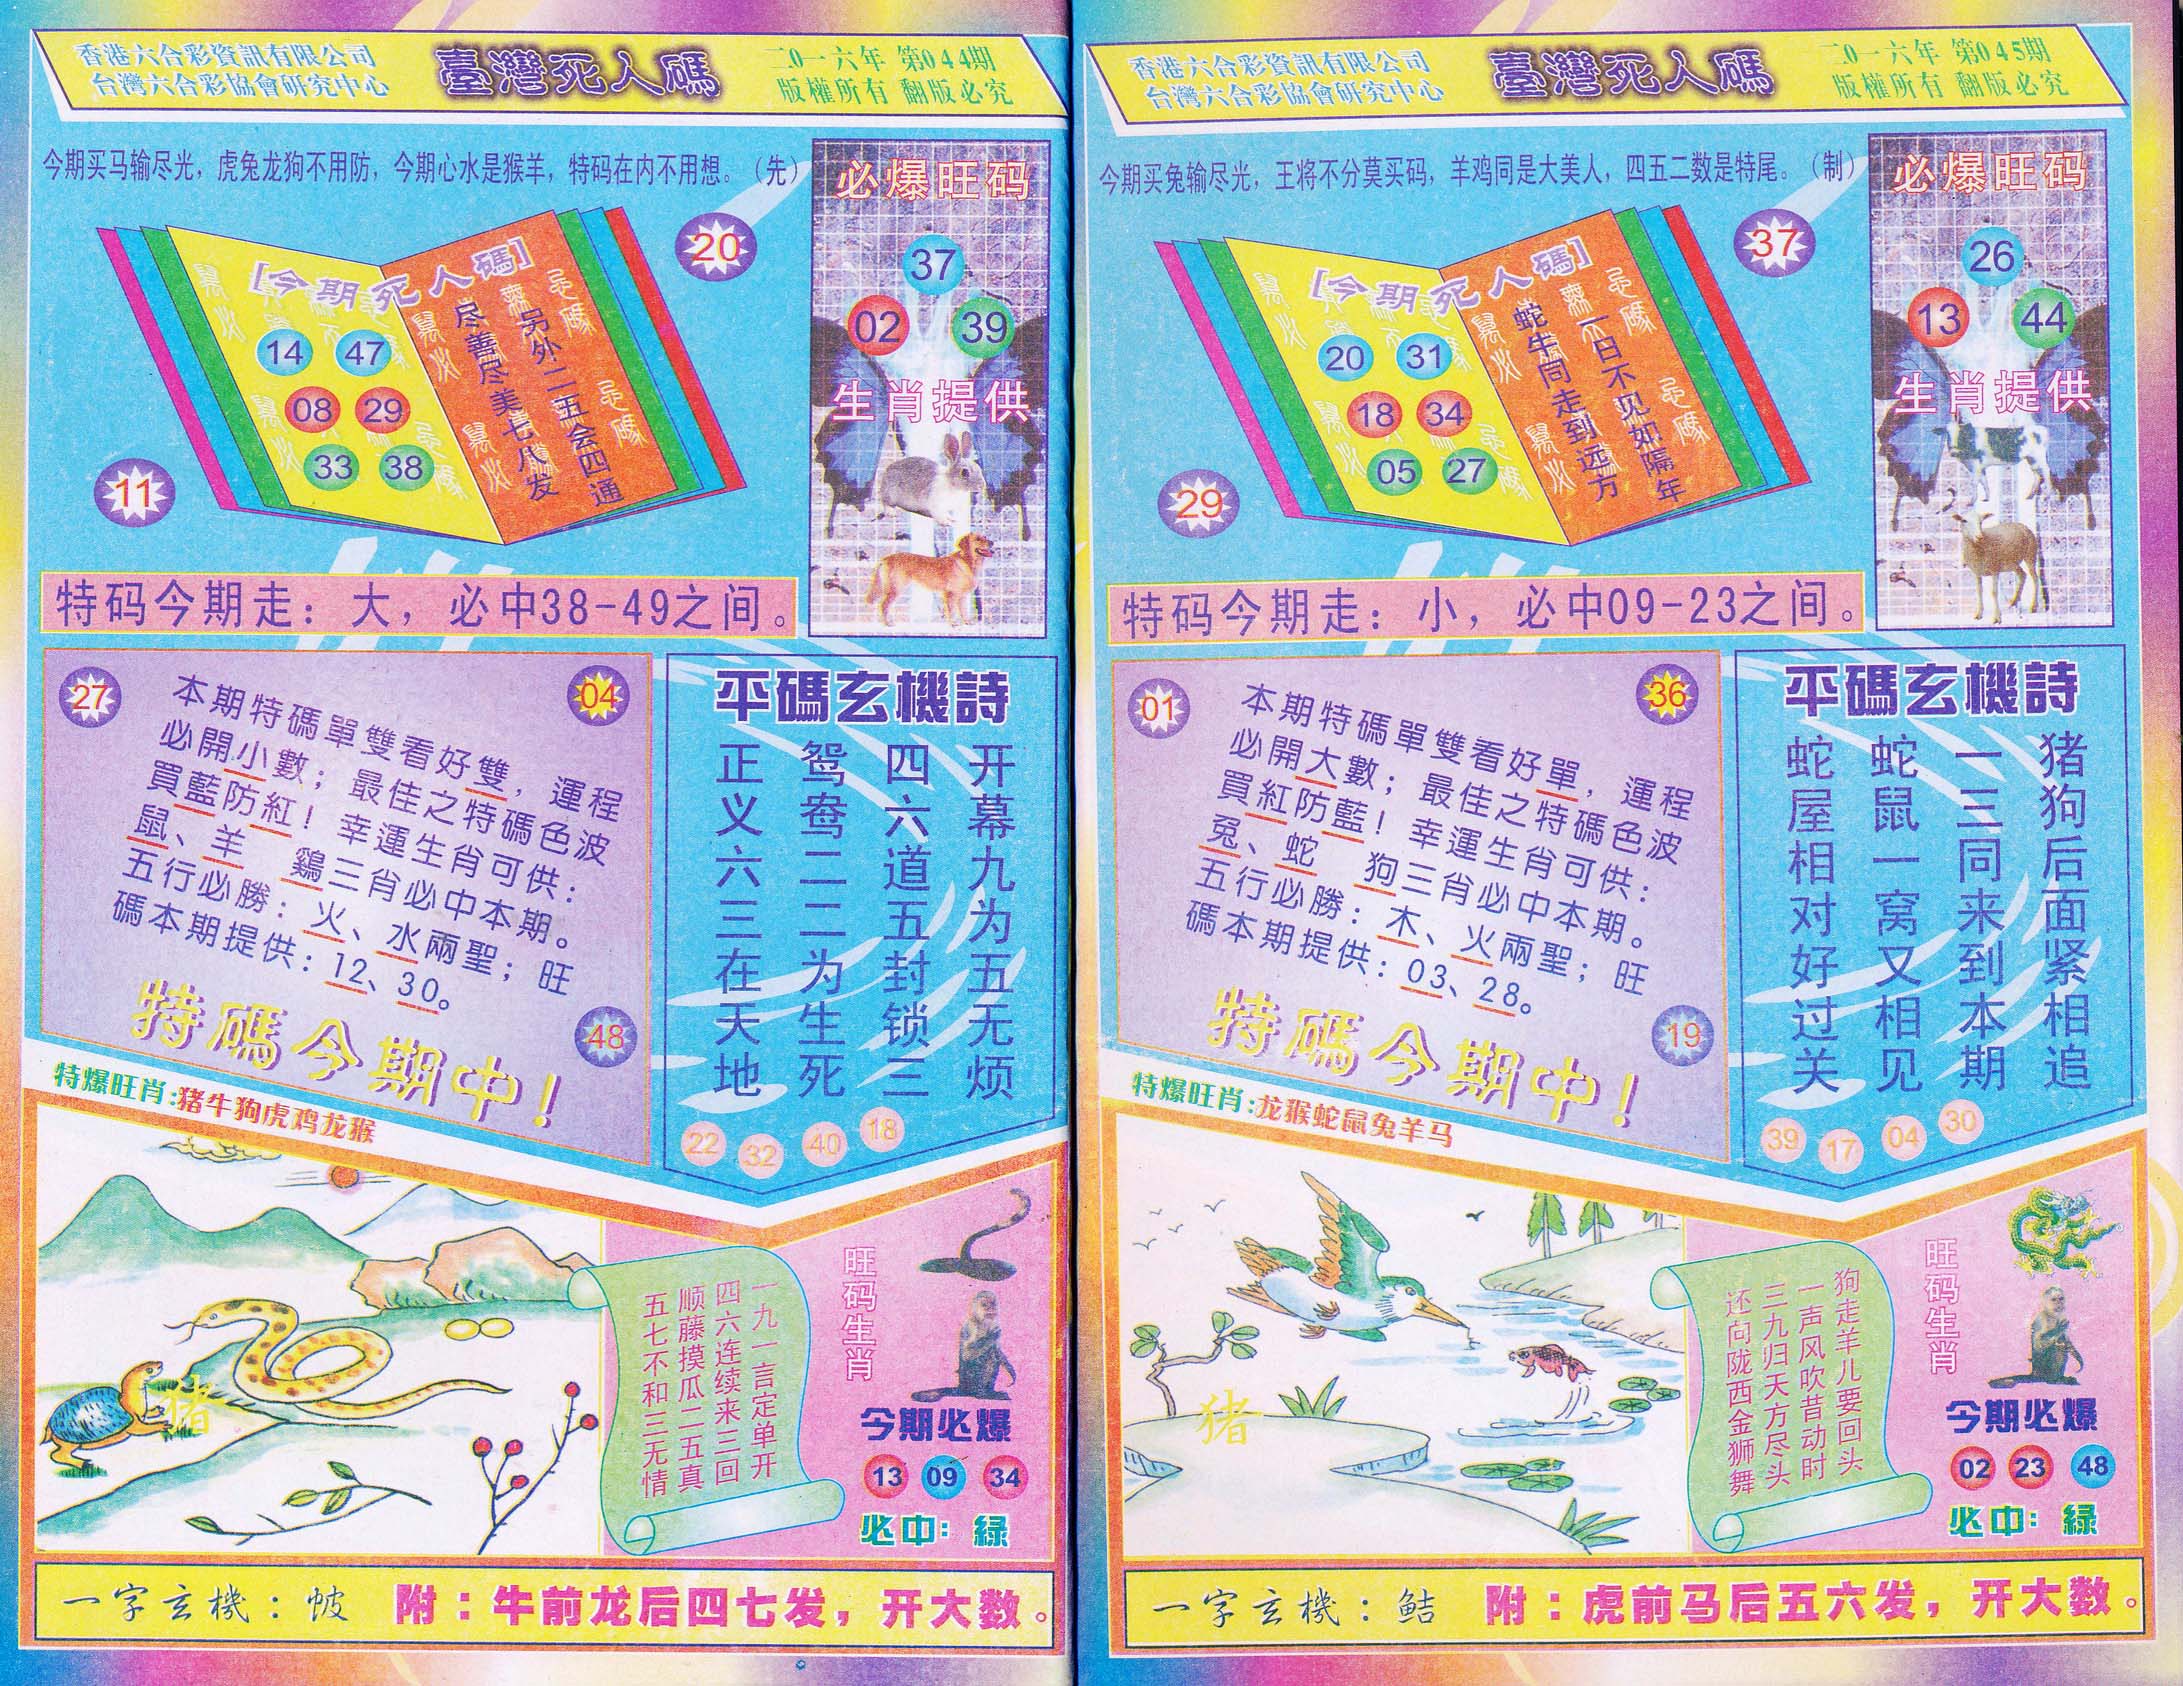 香港六合彩資訊有限公司
台灣六合彩協會研究中心
臺灣死人碼
二0一六年 第044期
版權所有 翻版必究
今期买马输尽光，虎兔龙狗不用防，今期心水是猴羊，特码在内不用想。（先）
20
[今期死人碼]
14 47
08 29
33 38
另外二五会四通
尽善尽美七八发
11
必爆旺码
37
02 39
生肖提供
特码今期走：大，必中38-49之间。
27
04
本期特碼單雙看好雙，運程
必開小數；最佳之特碼色波
買藍防紅！幸運生肖可供：
鼠、羊 鷄三肖必中本期。
五行必勝：火、水兩聖；旺
碼本期提供：12、30。
48
特碼今期中！
平碼玄機詩
开幕九为五无烦
四六道五封锁三
鸳鸯二二为生死
正义六三在天地
22 32 40 18
特爆旺肖:猪牛狗虎鸡龙猴
猪
一九一言定单开
四六连续来三回
顺藤摸瓜二五真
五七不和三无情
旺码生肖
今期必爆
13 09 34
必中：緑
一字玄機：帔
附：牛前龙后四七发，开大数。
香港六合彩資訊有限公司
台灣六合彩協會研究中心
臺灣死人碼
二0一六年 第045期
版權所有 翻版必究
今期买兔输尽光，王将不分莫买码，羊鸡同是大美人，四五二数是特尾。（制）
37
[今期死人碼]
20 31
18 34
05 27
一日不见如隔年
蛇牛同走到远方
29
必爆旺码
26
13 44
生肖提供
特码今期走：小，必中09-23之间。
01
36
本期特碼單雙看好單，運程
必開大數；最佳之特碼色波
買紅防藍！幸運生肖可供：
兔、蛇 狗三肖必中本期。
五行必勝：木、火兩聖；旺
碼本期提供：03、28。
19
特碼今期中！
平碼玄機詩
猪狗后面紧相追
一三同来到本期
蛇鼠一窝又相见
蛇屋相对好过关
39 17 04 30
特爆旺肖:龙猴蛇鼠兔羊马
猪
狗走羊儿要回头
一声风吹昔动时
三九归天方尽头
还向陇西金狮舞
旺码生肖
今期必爆
02 23 48
必中：緑
一字玄機：鲒
附：虎前马后五六发，开大数。